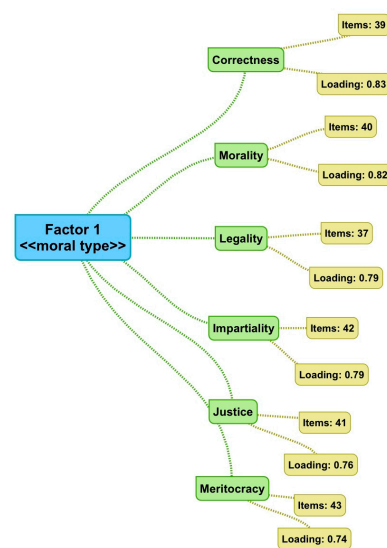 Items: 39
Correctness
Loading: 0.83
Items: 40
Morality
Loading: 0.82
Factor 1
<<moral type>>
Items: 37
Legality
Loading: 0.79
Impartiality
Items: 42
Loading: 0.79
Justice
Items: 41
Loading: 0.76
Meritocracy
Items: 43
Loading: 0.74